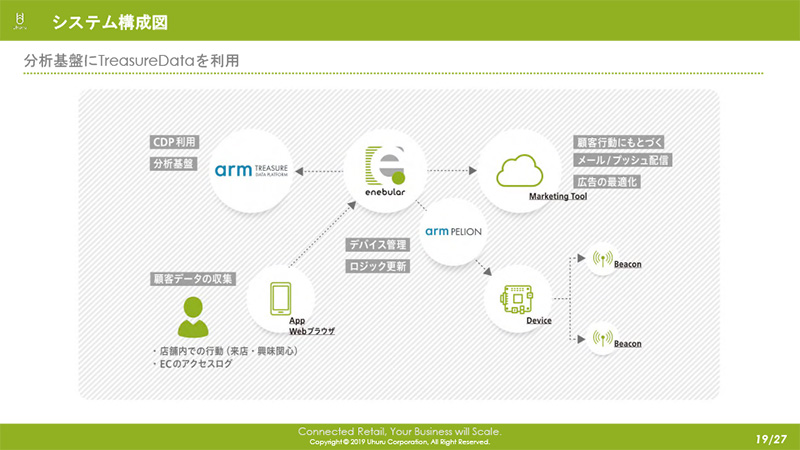 uhuru
システム構成図
分析基盤にTreasureDataを利用
CDP利用
分析基盤
arm TREASURE
DATA PLATFORM
enebular
顧客行動にもとづく
メール/プッシュ配信
広告の最適化
Marketing Tool
arm PELION
デバイス管理
ロジック更新
Beacon
顧客データの収集
App
Webブラウザ
Device
Beacon
・店舗内での行動（来店・興味関心）
・ECのアクセスログ
Connected Retail, Your Business will Scale.
Copyright © 2019 Uhuru Corporation, All Right Reserved.
19/27